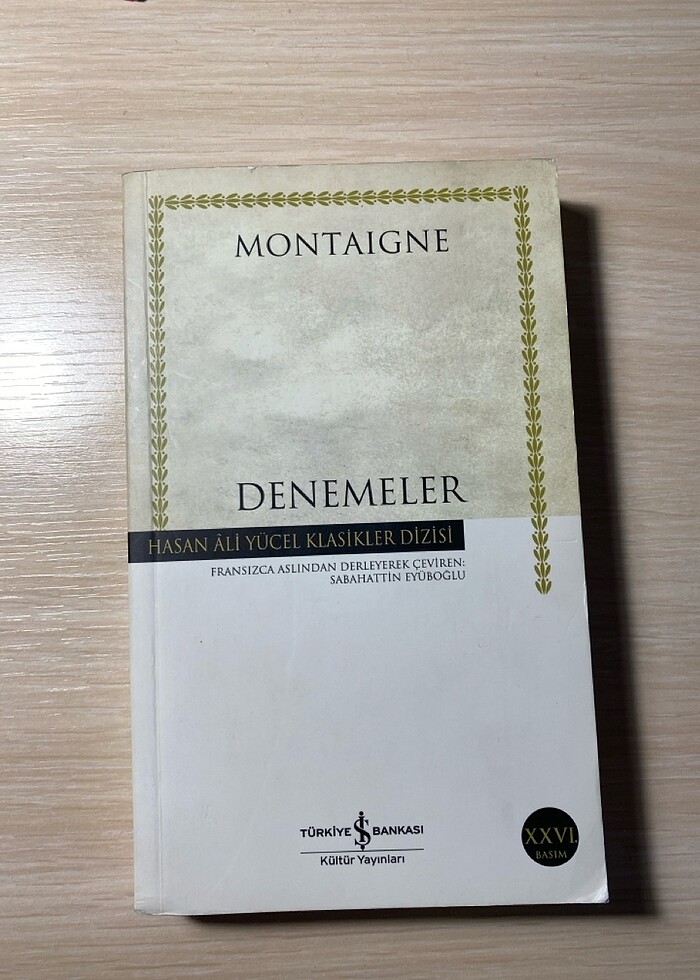 MONTAIGNE
DENEMELER
HASAN ÂLİ YÜCEL KLASİKLER DİZİSİ
FRANSIZCA ASLINDAN DERLEYEREK ÇEVİREN:
SABAHATTİN EYÜBOĞLU
TÜRKİYE İŞ BANKASI
Kültür Yayınları
XXVI.
BASIM